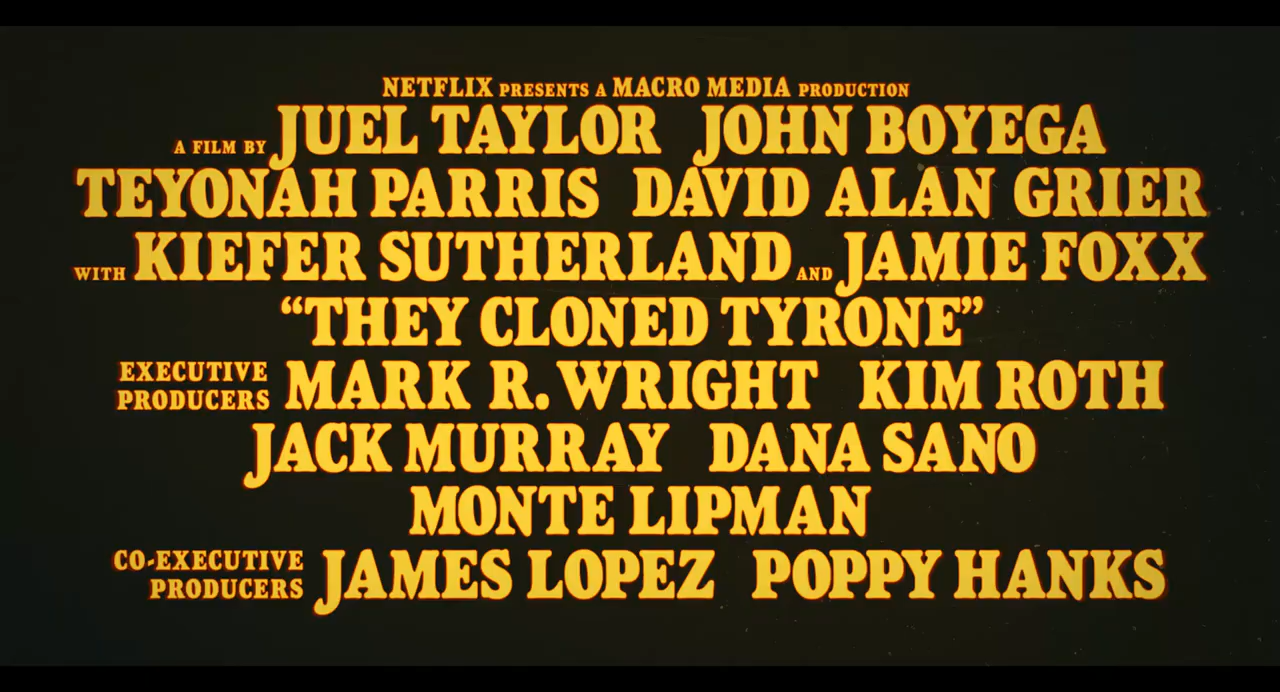 NETFLIX PRESENTS A MACRO MEDIA PRODUCTION
A FILM BY JUEL TAYLOR JOHN BOYEGA
TEYONAH PARRIS DAVID ALAN GRIER
WITH KIEFER SUTHERLAND AND JAMIE FOXX
“THEY CLONED TYRONE”
EXECUTIVE PRODUCERS MARK R. WRIGHT KIM ROTH
JACK MURRAY DANA SANO
MONTE LIPMAN
CO-EXECUTIVE PRODUCERS JAMES LOPEZ POPPY HANKS